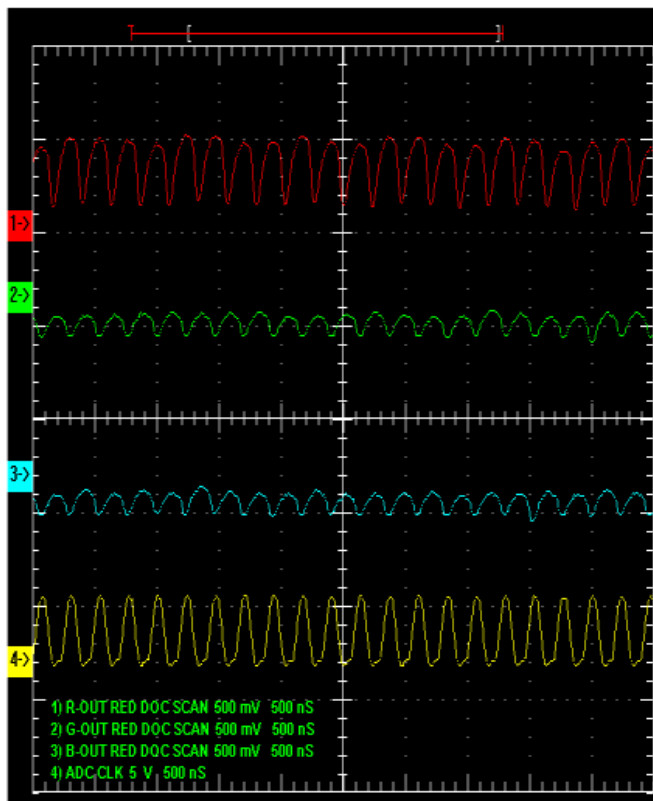 1->
2->
3->
4->
1) R-OUT RED DOC SCAN 500 mV 500 nS
2) G-OUT RED DOC SCAN 500 mV 500 nS
3) B-OUT RED DOC SCAN 500 mV 500 nS
4) ADC CLK 5 V 500 nS